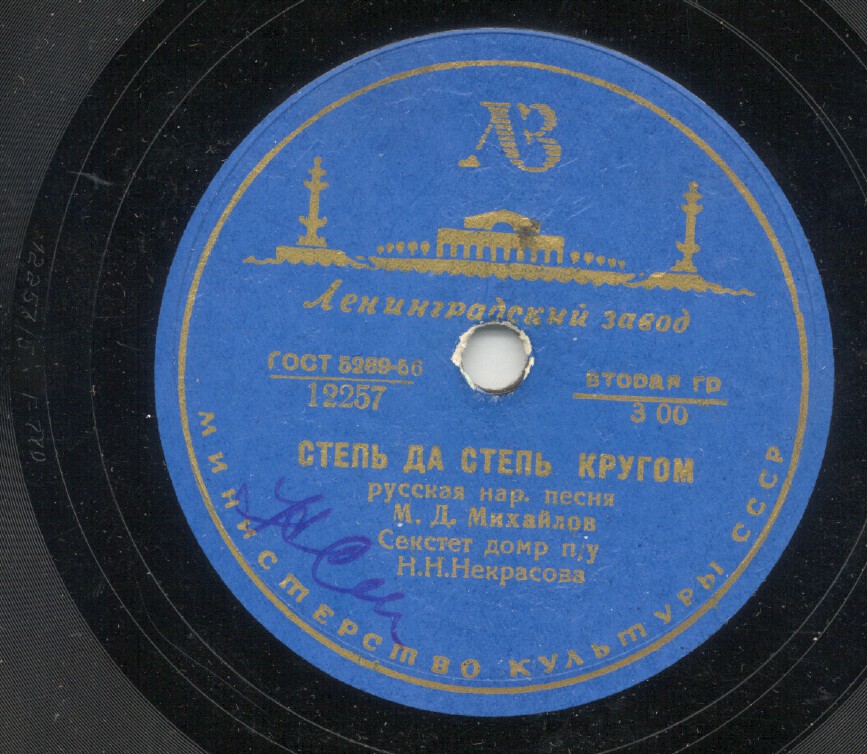 ЛЗ
Ленинградский завод
ГОСТ 5289-56
12257
ВТОРАЯ ГР
3 00
СТЕПЬ ДА СТЕПЬ КРУГОМ
русская нар. песня
М. Д. Михайлов
Секстет домр п/у
Н.Н.Некрасова
МИНИСТЕРСТВО КУЛЬТУРЫ СССР